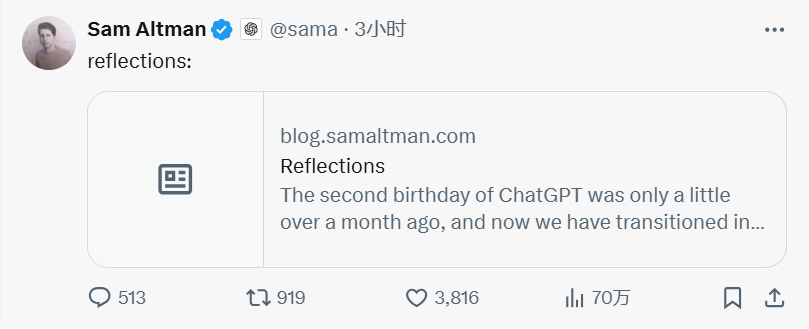 Sam Altman @sama · 3小时
reflections:
blog.samaltman.com
Reflections
The second birthday of ChatGPT was only a little
over a month ago, and now we have transitioned in...
513 919 3,816 70万